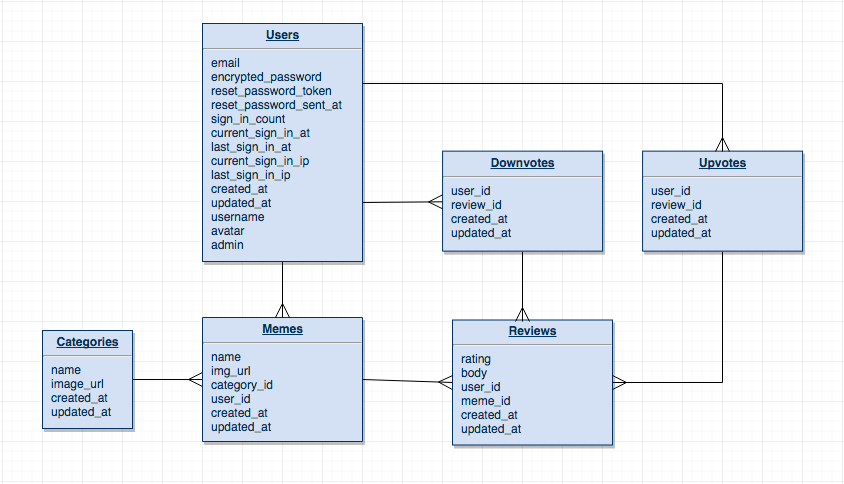 Users
email
encrypted_password
reset_password_token
reset_password_sent_at
sign_in_count
current_sign_in_at
last_sign_in_at
current_sign_in_ip
last_sign_in_ip
created_at
updated_at
username
avatar
admin
Downvotes
user_id
review_id
created_at
updated_at
Upvotes
user_id
review_id
created_at
updated_at
Categories
name
image_url
created_at
updated_at
Memes
name
img_url
category_id
user_id
created_at
updated_at
Reviews
rating
body
user_id
meme_id
created_at
updated_at